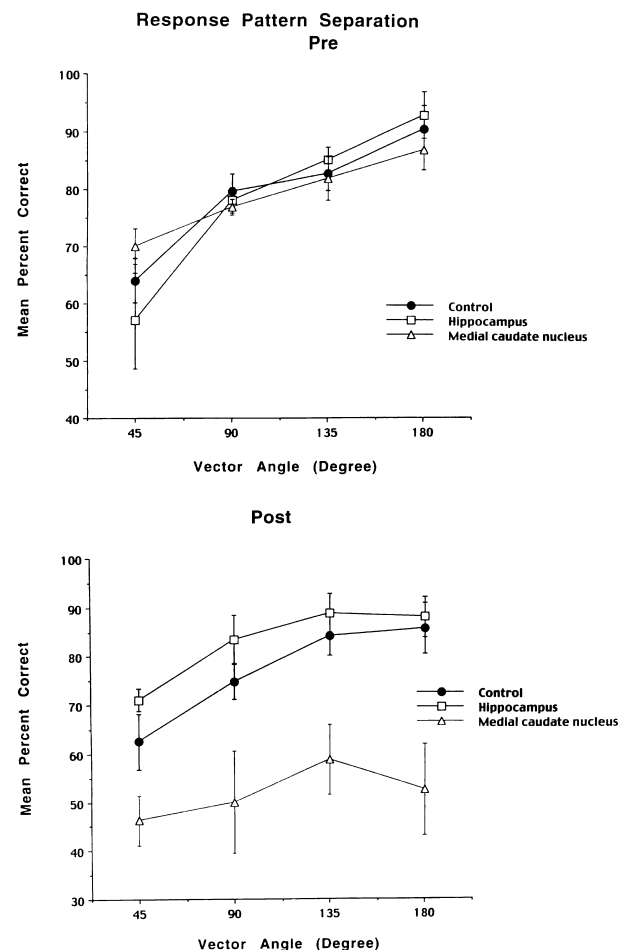 Response Pattern Separation
Pre
100
90
80
70
60
50
40
Mean Percent Correct
Control
Hippocampus
Medial caudate nucleus
45 90 135 180
Vector Angle (Degree)
Post
100
90
80
70
60
50
40
30
Mean Percent Correct
Control
Hippocampus
Medial caudate nucleus
45 90 135 180
Vector Angle (Degree)